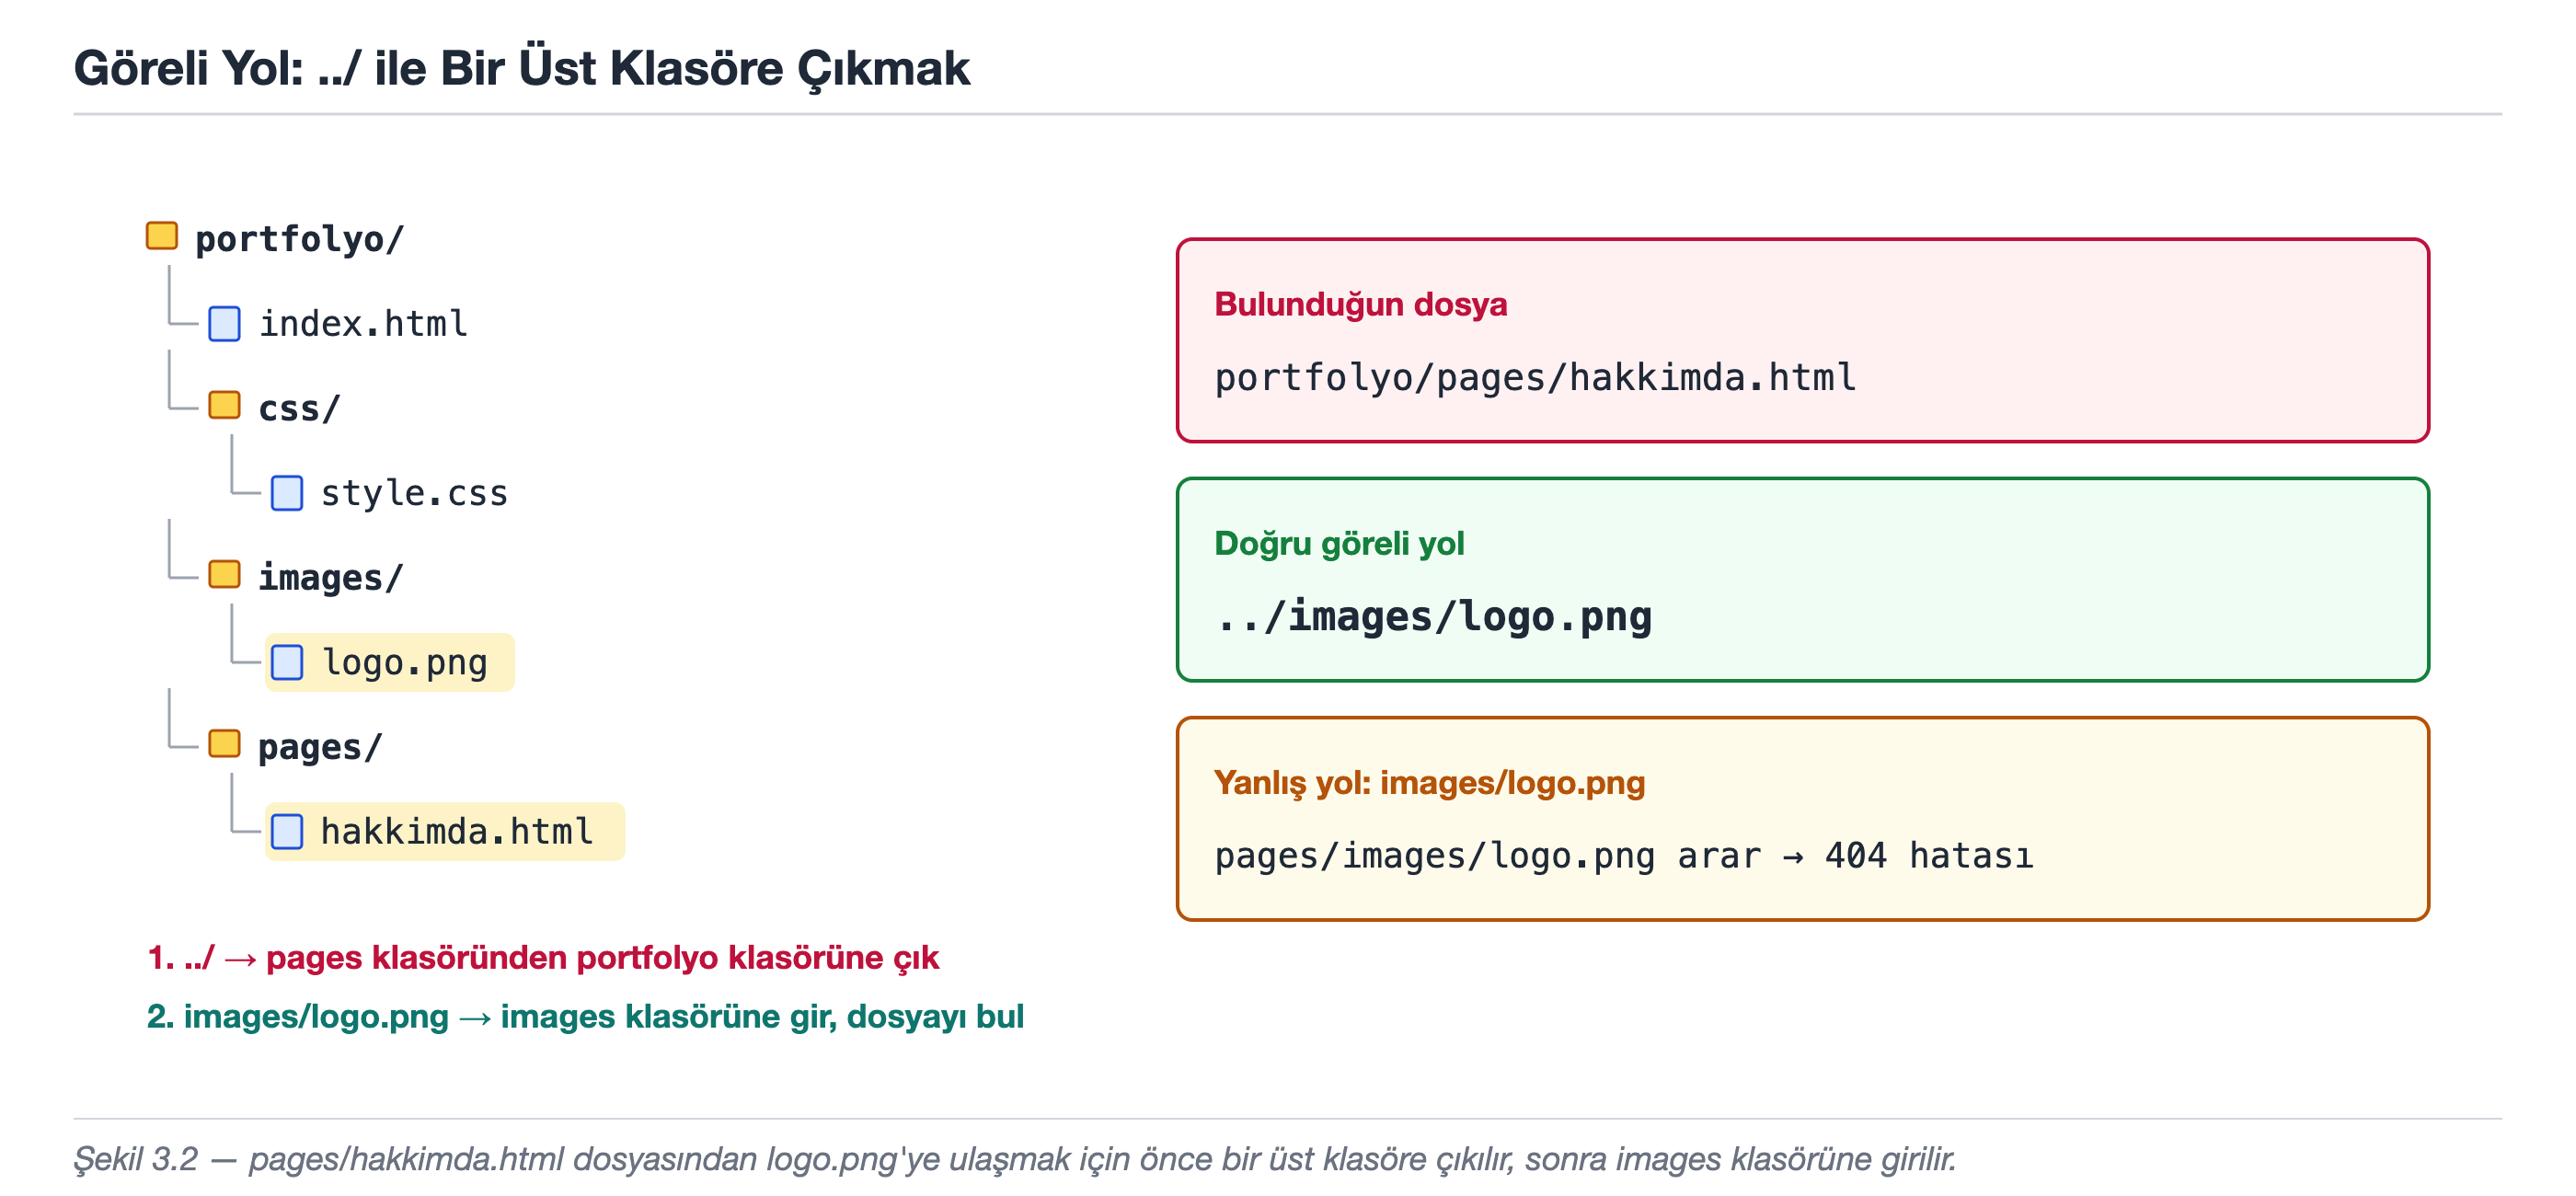 Göreli Yol: ../ ile Bir Üst Klasöre Çıkmak
portfolyo/
index.html
css/
style.css
images/
logo.png
pages/
hakkimda.html
1. ../ → pages klasöründen portfolyo klasörüne çık
2. images/logo.png → images klasörüne gir, dosyayı bul
Bulunduğun dosya
portfolyo/pages/hakkimda.html
Doğru göreli yol
../images/logo.png
Yanlış yol: images/logo.png
pages/images/logo.png arar → 404 hatası
Şekil 3.2 — pages/hakkimda.html dosyasından logo.png'ye ulaşmak için önce bir üst klasöre çıkılır, sonra images klasörüne girilir.